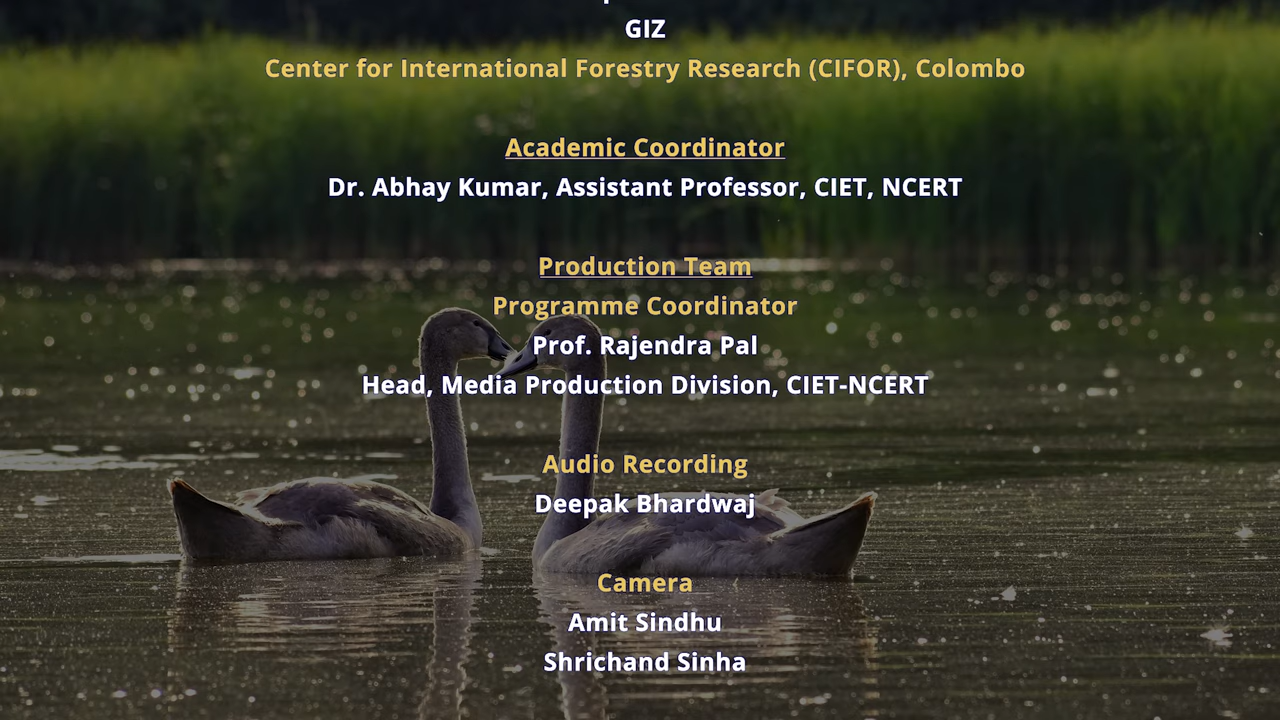 GIZ
Center for International Forestry Research (CIFOR), Colombo
Academic Coordinator
Dr. Abhay Kumar, Assistant Professor, CIET, NCERT
Production Team
Programme Coordinator
Prof. Rajendra Pal
Head, Media Production Division, CIET-NCERT
Audio Recording
Deepak Bhardwaj
Camera
Amit Sindhu
Shrichand Sinha